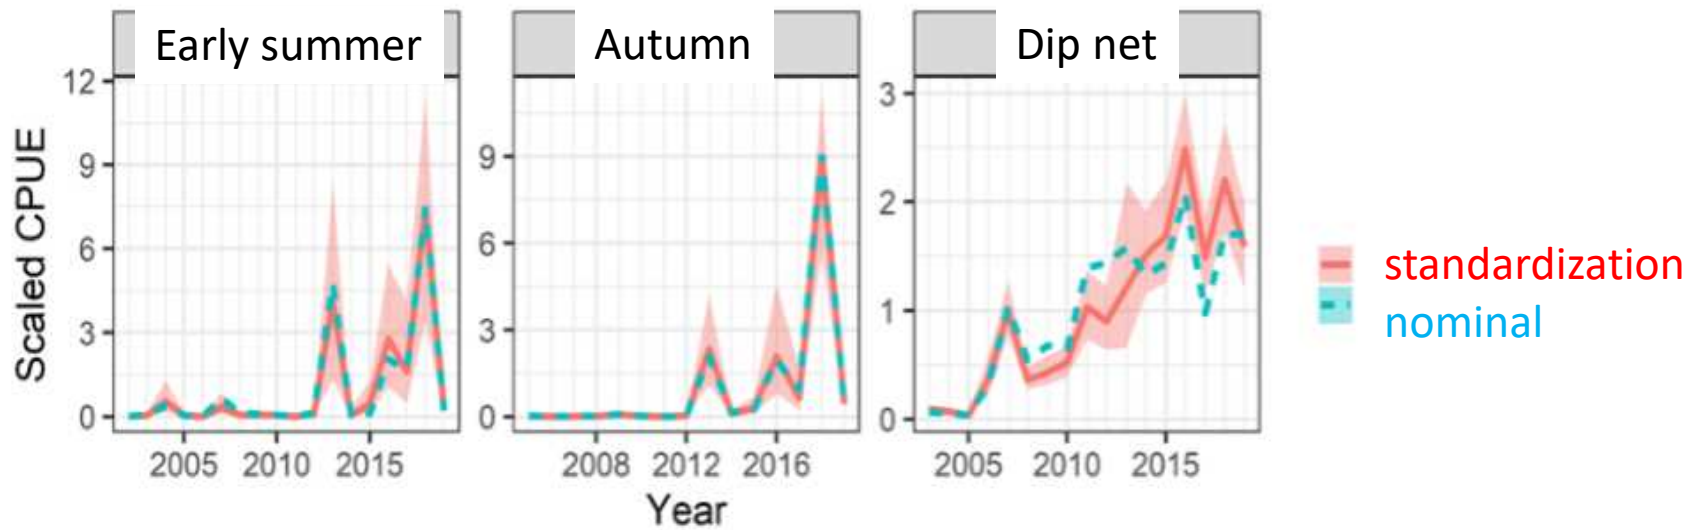 Early summer
Autumn
Dip net
Scaled CPUE
12
9
6
3
0
2005 2010 2015
9
6
3
0
2008 2012 2016
3
2
1
0
2005 2010 2015
Year
standardization
nominal